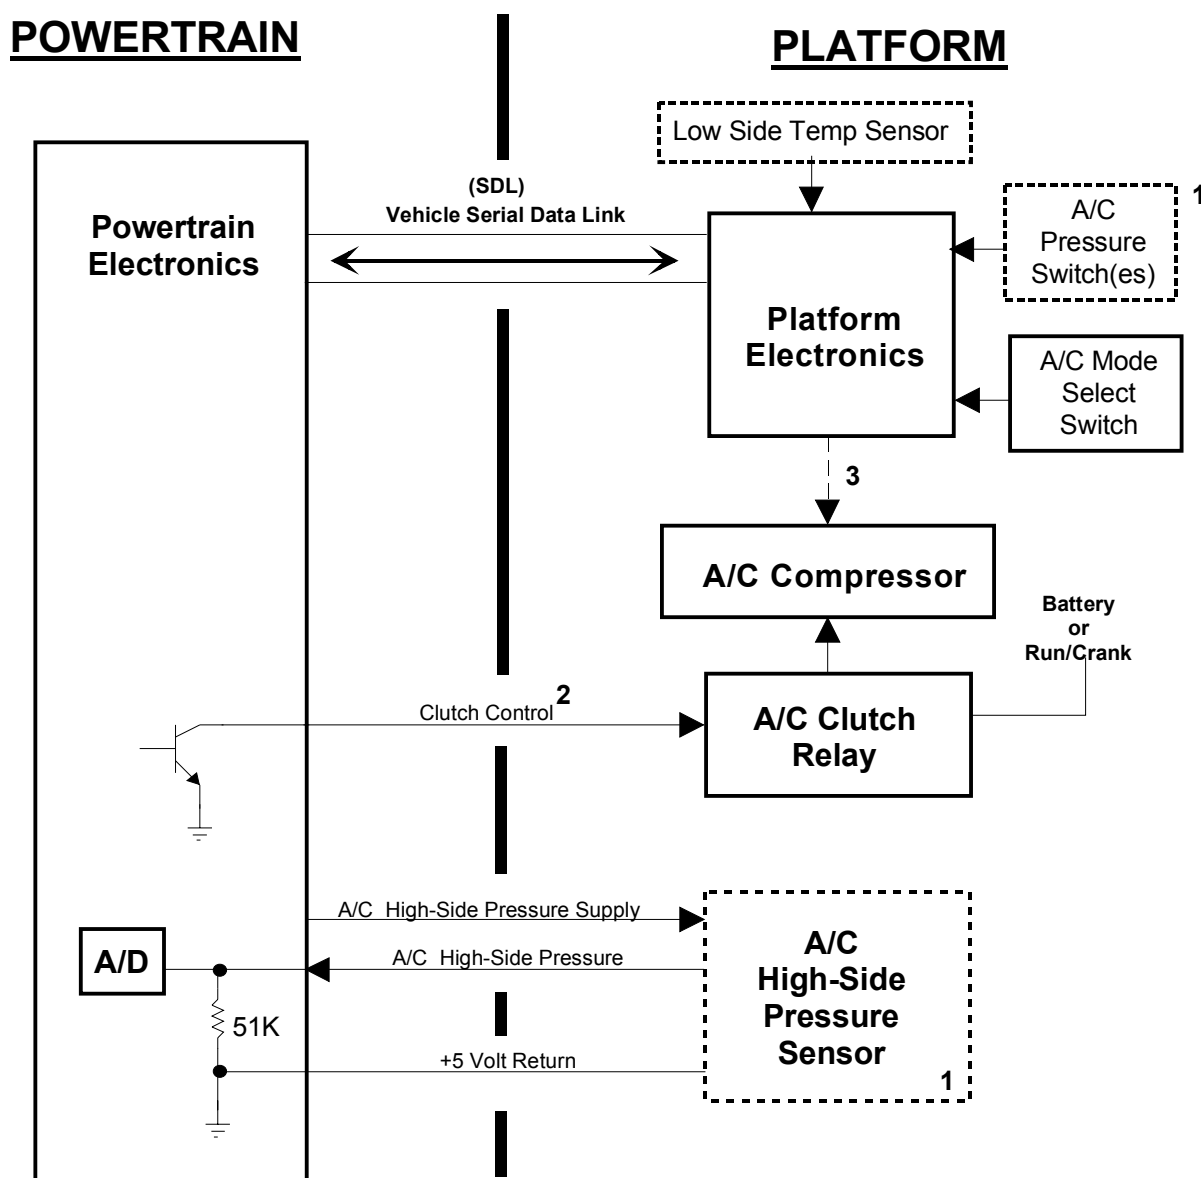 POWERTRAIN
PLATFORM
Low Side Temp Sensor
(SDL)
Vehicle Serial Data Link
Powertrain
Electronics
1
A/C
Pressure
Switch(es)
Platform
Electronics
A/C Mode
Select
Switch
3
A/C Compressor
Battery
or
Run/Crank
Clutch Control 2
A/C Clutch
Relay
A/C High-Side Pressure Supply
A/D
A/C High-Side Pressure
A/C
High-Side
Pressure
Sensor
51K
+5 Volt Return
1